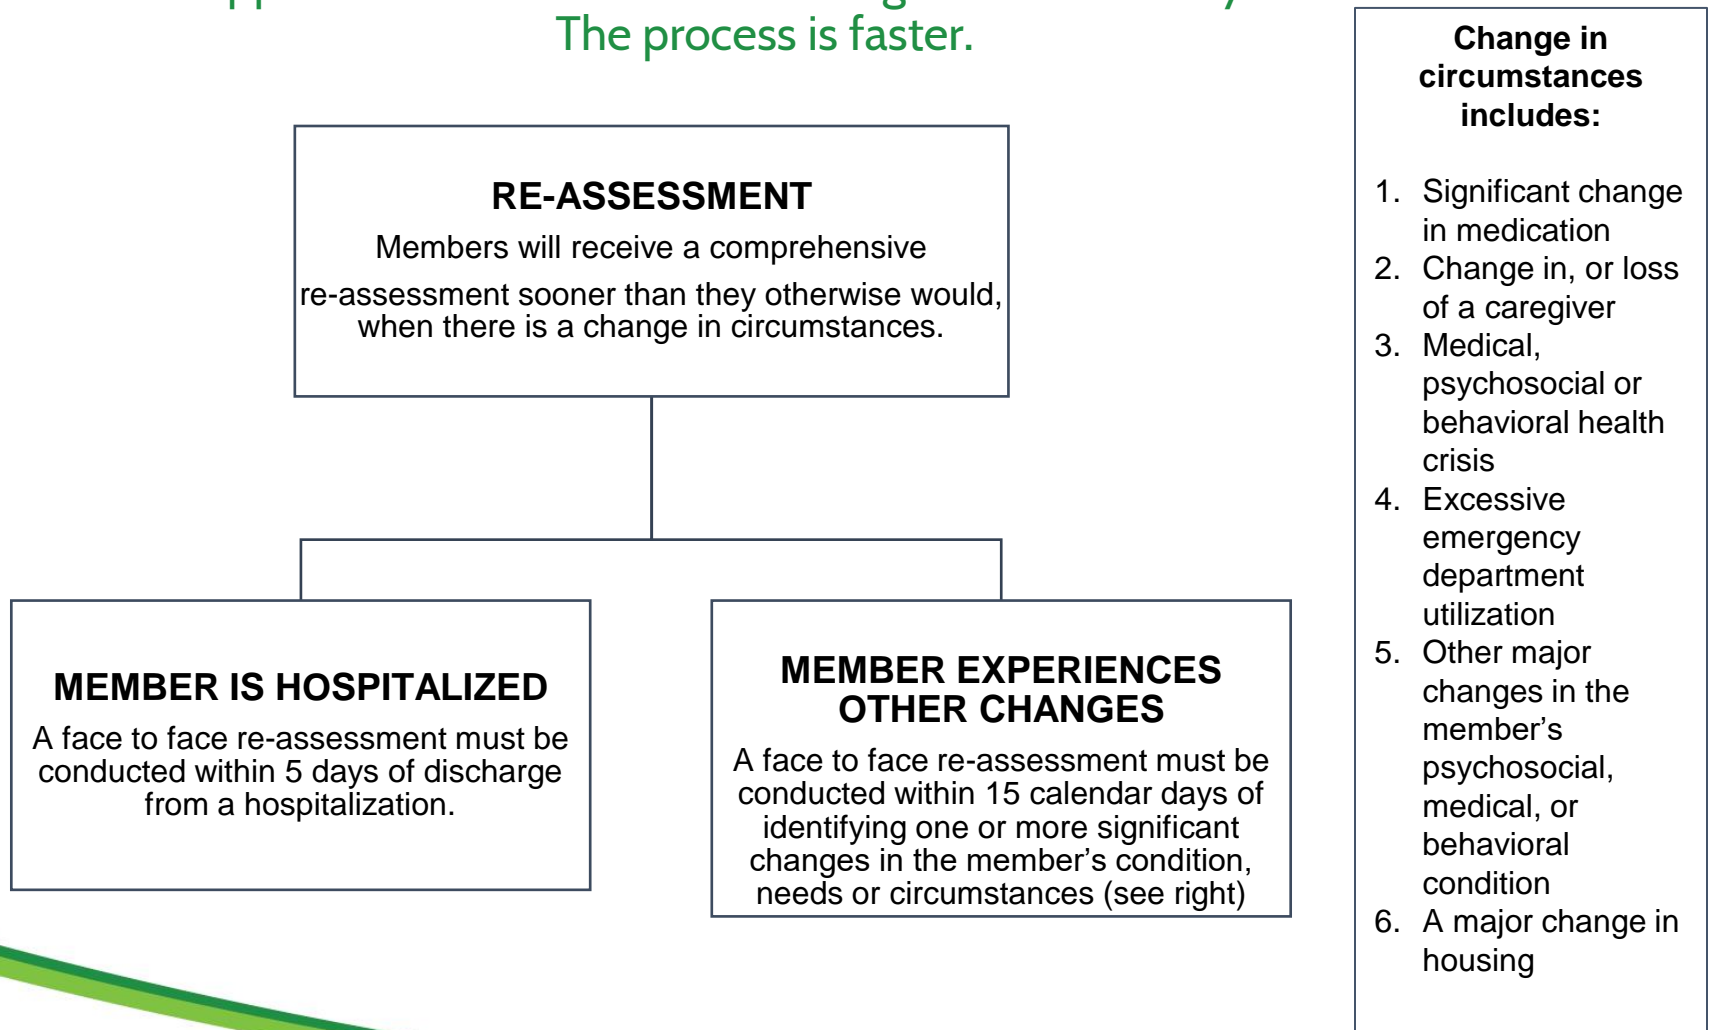 The process is faster.
RE-ASSESSMENT
Members will receive a comprehensive
re-assessment sooner than they otherwise would,
when there is a change in circumstances.
MEMBER IS HOSPITALIZED
A face to face re-assessment must be
conducted within 5 days of discharge
from a hospitalization.
MEMBER EXPERIENCES
OTHER CHANGES
A face to face re-assessment must be
conducted within 15 calendar days of
identifying one or more significant
changes in the member’s condition,
needs or circumstances (see right)
Change in
circumstances
includes:
1. Significant change
in medication
2. Change in, or loss
of a caregiver
3. Medical,
psychosocial or
behavioral health
crisis
4. Excessive
emergency
department
utilization
5. Other major
changes in the
member’s
psychosocial,
medical, or
behavioral
condition
6. A major change in
housing